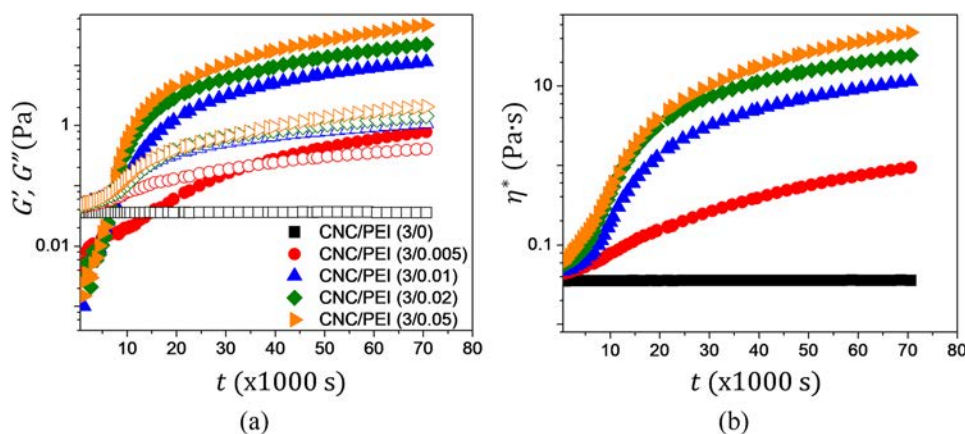 G′, G″(Pa)
1
0.01
CNC/PEI (3/0)
CNC/PEI (3/0.005)
CNC/PEI (3/0.01)
CNC/PEI (3/0.02)
CNC/PEI (3/0.05)
10 20 30 40 50 60 70 80
t (x1000 s)
(a)
η* (Pa·s)
10
1
0.1
10 20 30 40 50 60 70 80
t (x1000 s)
(b)